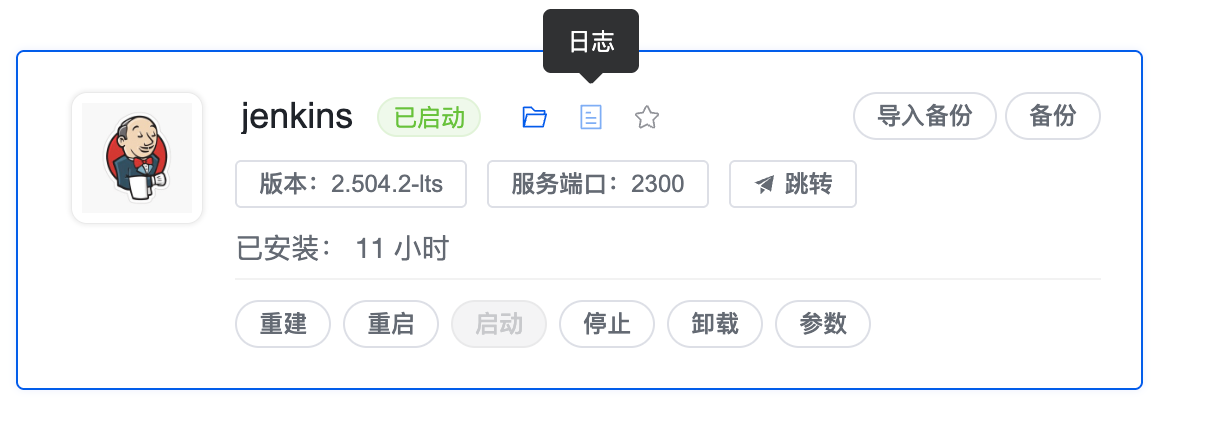 日志
jenkins 已启动 导入备份 备份
版本：2.504.2-lts 服务端口：2300 跳转
已安装： 11 小时
重建 重启 启动 停止 卸载 参数